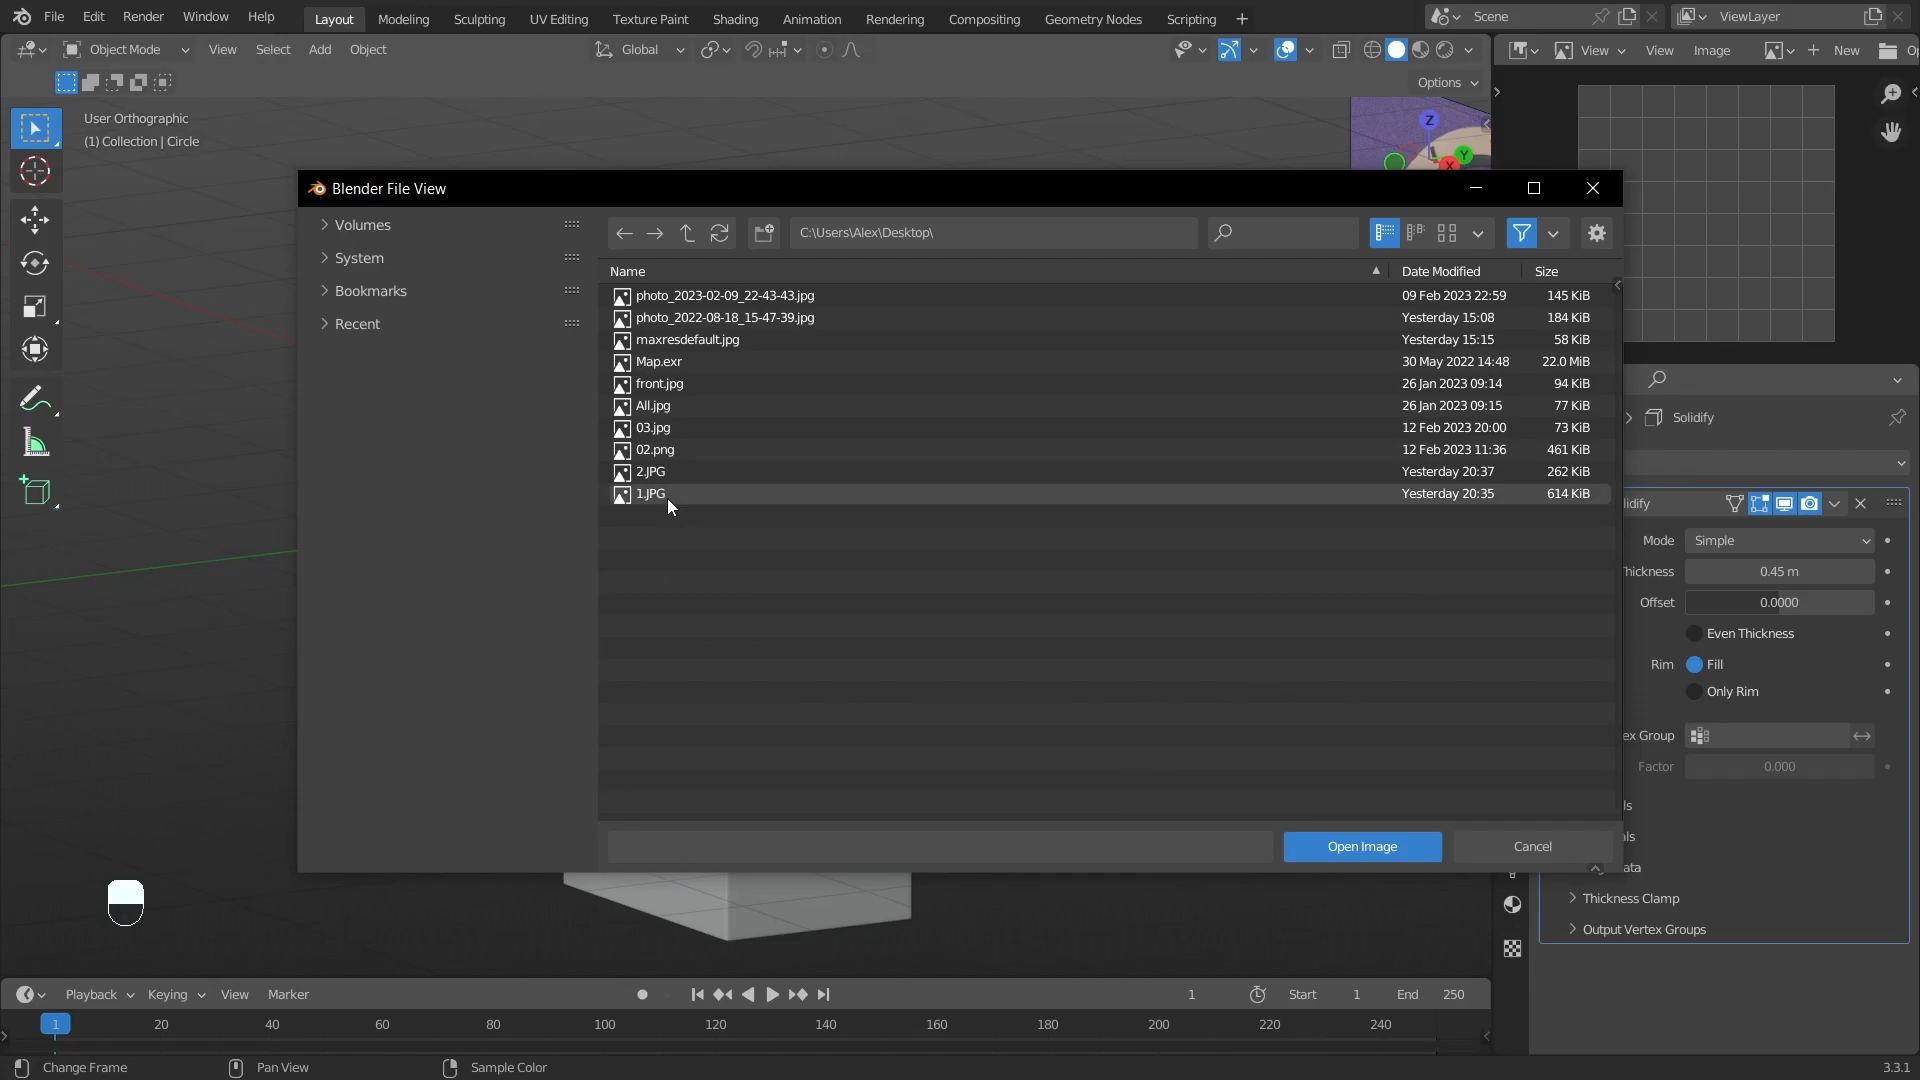 File Edit Render Window Help Layout Modeling Sculpting UV Editing Texture Paint Shading Animation Rendering Compositing Geometry Nodes Scripting + Scene ViewLayer
Object Mode View Select Add Object Global View View Image + New
Options
User Orthographic
(1) Collection | Circle
Z
Y
X
Blender File View
Volumes
System
Bookmarks
Recent
C:\Users\Alex\Desktop\
Name Date Modified Size
photo_2023-02-09_22-43-43.jpg 09 Feb 2023 22:59 145 KiB
photo_2022-08-18_15-47-39.jpg Yesterday 15:08 184 KiB
maxresdefault.jpg Yesterday 15:15 58 KiB
Map.exr 30 May 2022 14:48 22.0 MiB
front.jpg 26 Jan 2023 09:14 94 KiB
All.jpg 26 Jan 2023 09:15 77 KiB
03.jpg 12 Feb 2023 20:00 73 KiB
02.png 12 Feb 2023 11:36 461 KiB
2.JPG Yesterday 20:37 262 KiB
1.JPG Yesterday 20:35 614 KiB
Open Image Cancel
Solidify
lidify
Mode Simple
hickness 0.45 m
Offset 0.0000
Even Thickness
Rim Fill
Only Rim
ex Group
Factor 0.000
ls
als
ata
Thickness Clamp
Output Vertex Groups
Playback Keying View Marker 1 Start 1 End 250
1 20 40 60 80 100 120 140 160 180 200 220 240
Change Frame Pan View Sample Color 3.3.1